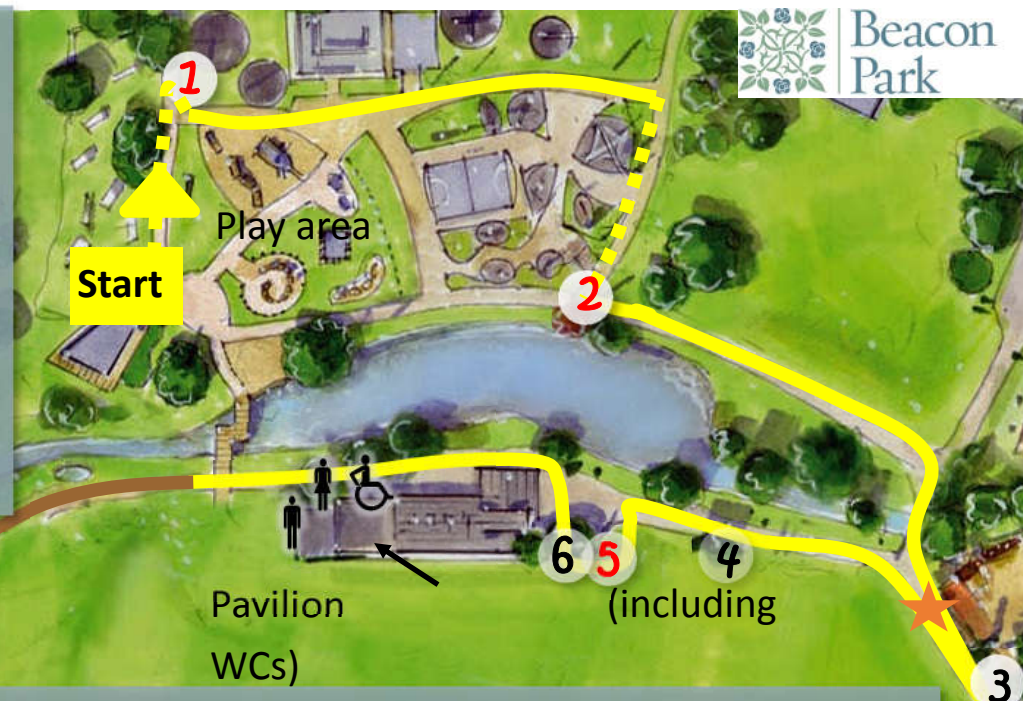 Beacon
Park
1
Play area
Start
2
6
5
4
Pavilion
(including
WCs)
3